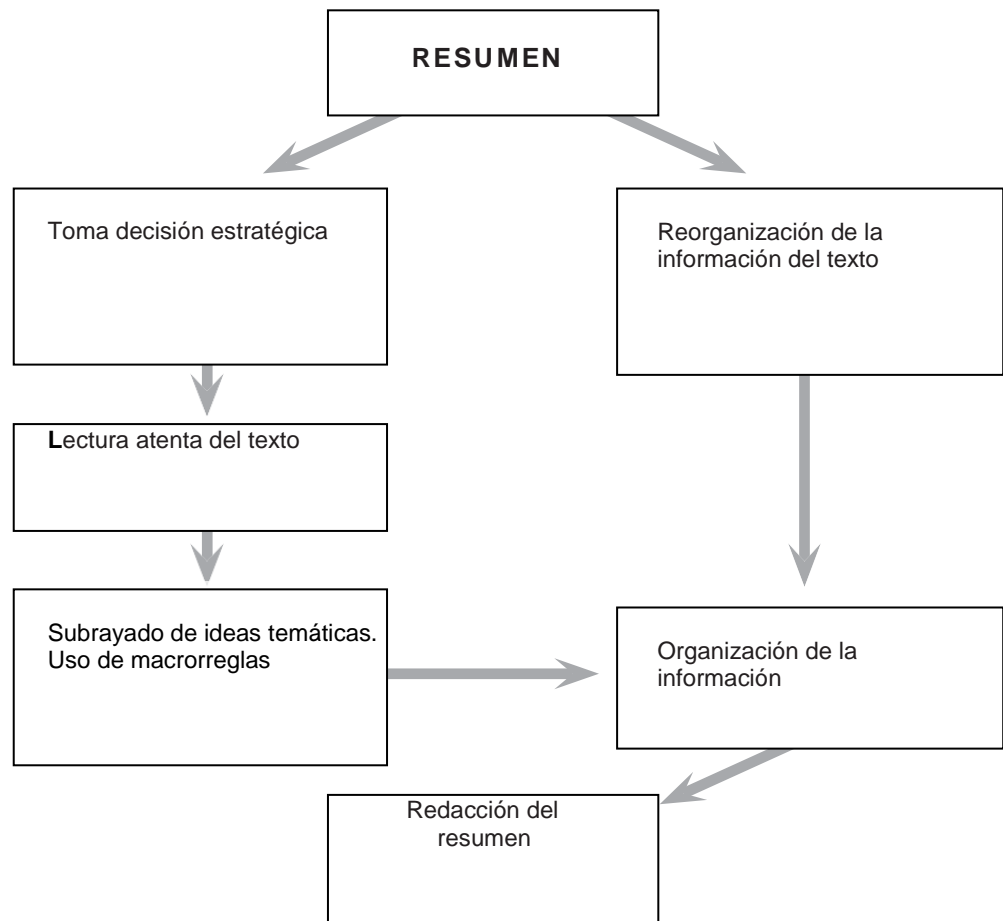 RESUMEN
Toma decisión estratégica
Reorganización de la
información del texto
Lectura atenta del texto
Subrayado de ideas temáticas.
Uso de macrorreglas
Organización de la
información
Redacción del
resumen